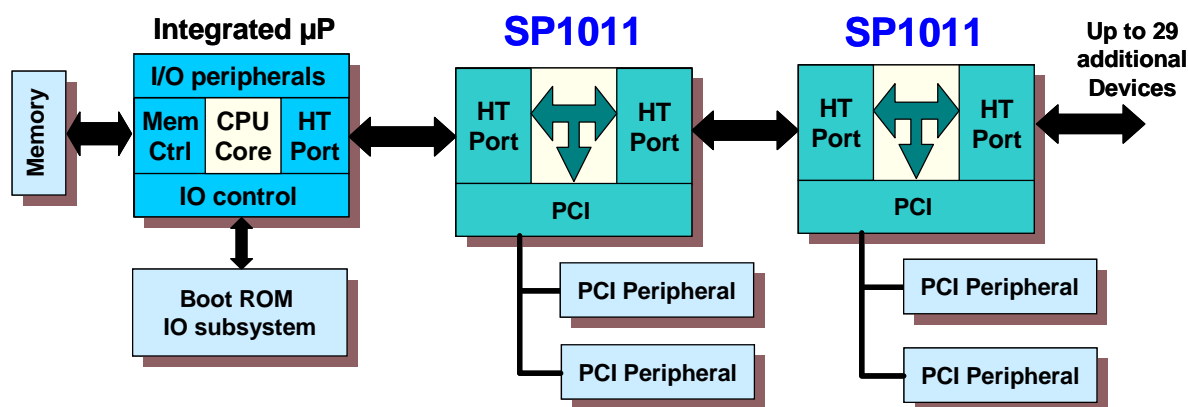 Integrated µP
SP1011
SP1011
Up to 29
additional
Devices
Memory
I/O peripherals
Mem
Ctrl
CPU
Core
HT
Port
IO control
Boot ROM
IO subsystem
HT
Port
HT
Port
PCI
PCI Peripheral
PCI Peripheral
HT
Port
HT
Port
PCI
PCI Peripheral
PCI Peripheral